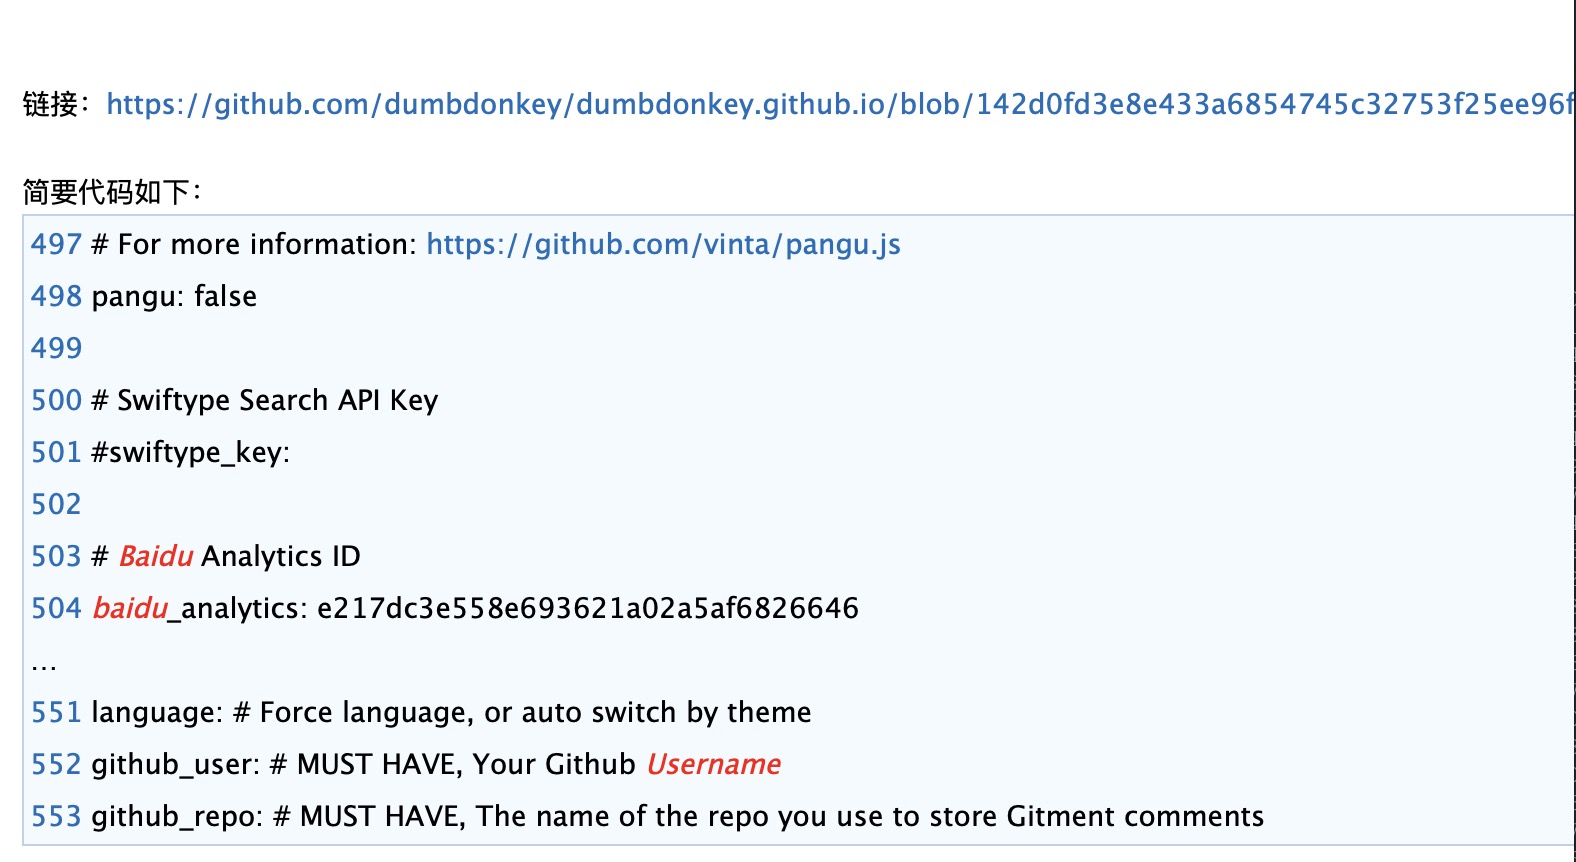 链接：https://github.com/dumbdonkey/dumbdonkey.github.io/blob/142d0fd3e8e433a6854745c32753f25ee96f
简要代码如下：
497 # For more information: https://github.com/vinta/pangu.js
498 pangu: false
499
500 # Swiftype Search API Key
501 #swiftype_key:
502
503 # Baidu Analytics ID
504 baidu_analytics: e217dc3e558e693621a02a5af6826646
...
551 language: # Force language, or auto switch by theme
552 github_user: # MUST HAVE, Your Github Username
553 github_repo: # MUST HAVE, The name of the repo you use to store Gitment comments